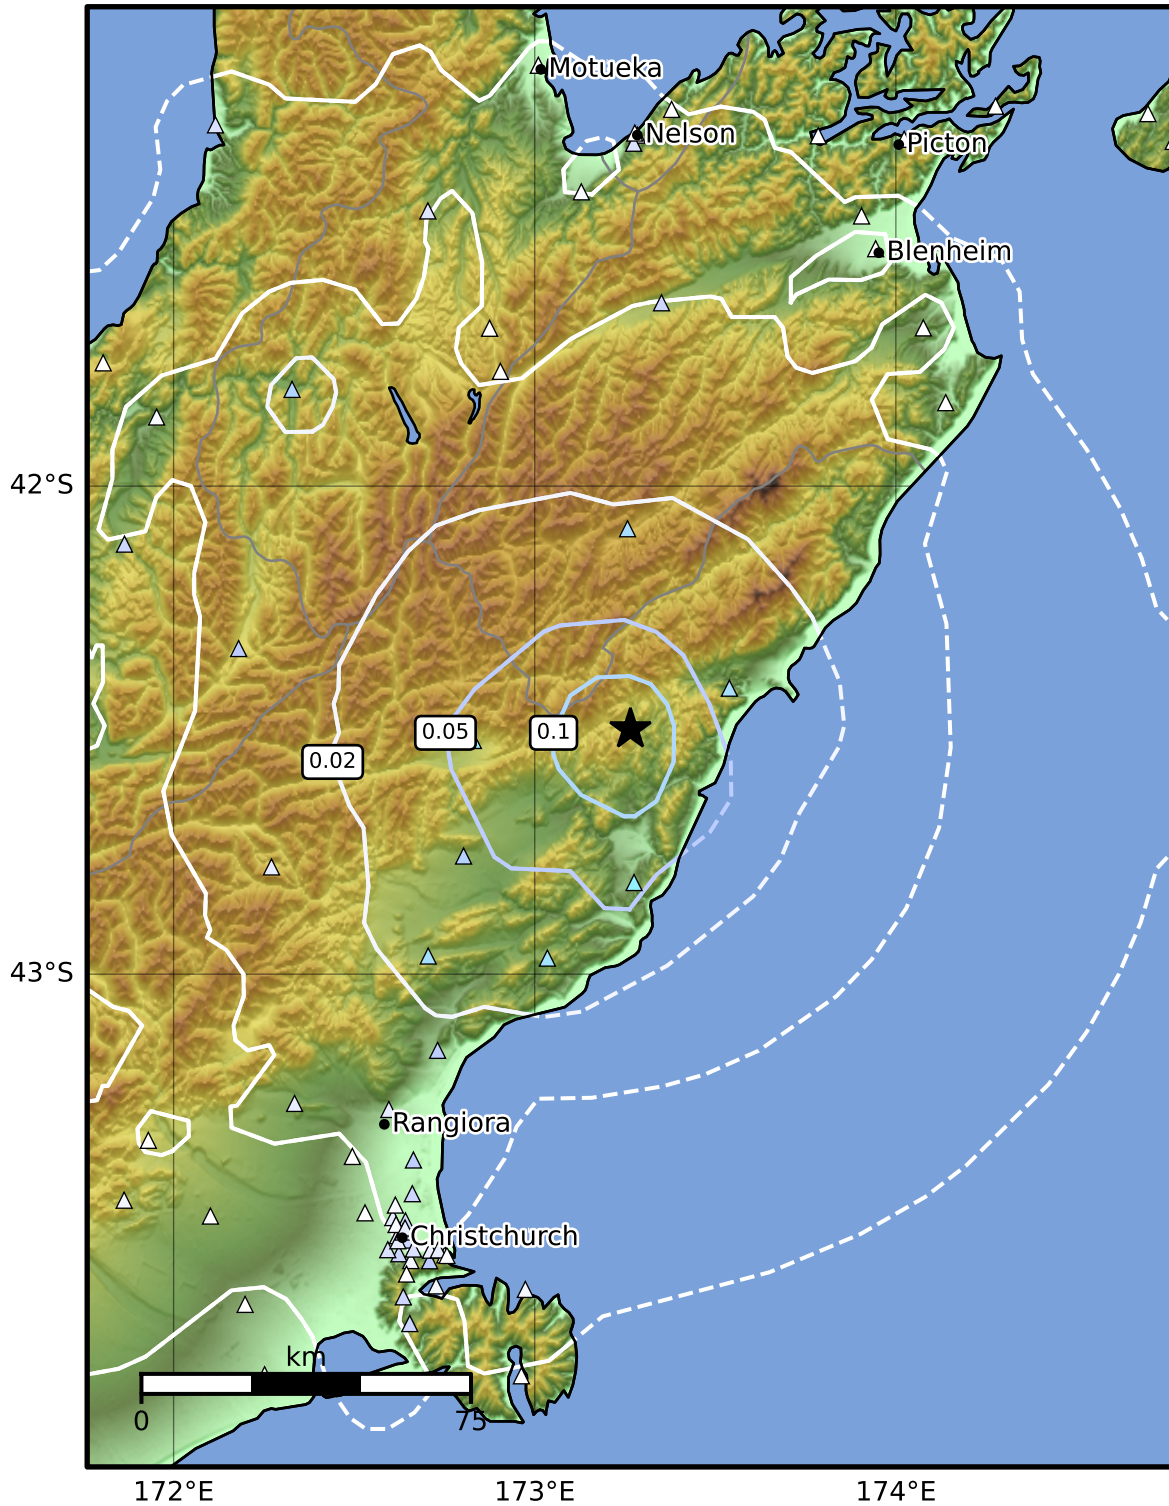 Motueka
Nelson
Picton
Blenheim
42°S
0.02
0.05
0.1
43°S
Rangiora
Christchurch
km
0
75
172°E
173°E
174°E